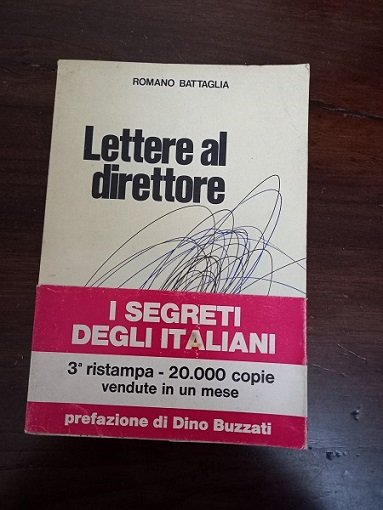 ROMANO BATTAGLIA
Lettere al
direttore
I SEGRETI
DEGLI ITALIANI
3ª ristampa - 20.000 copie
vendute in un mese
prefazione di Dino Buzzati